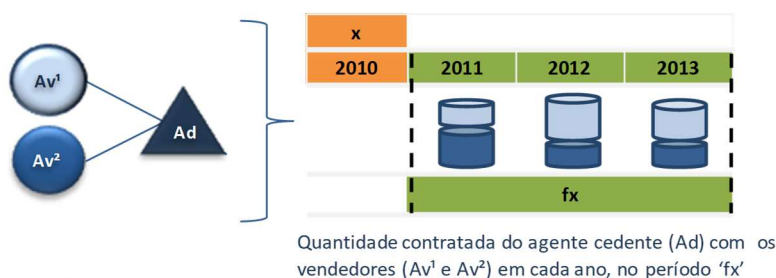 x
2010 2011 2012 2013
Av¹
Ad
Av²
fx
Quantidade contratada do agente cedente (Ad) com os
vendedores (Av¹ e Av²) em cada ano, no período ‘fx’